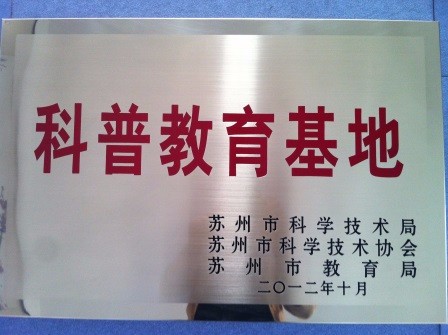 科普教育基地
苏州市科学技术局
苏州市科学技术协会
苏州市教育局
二〇一二年十月